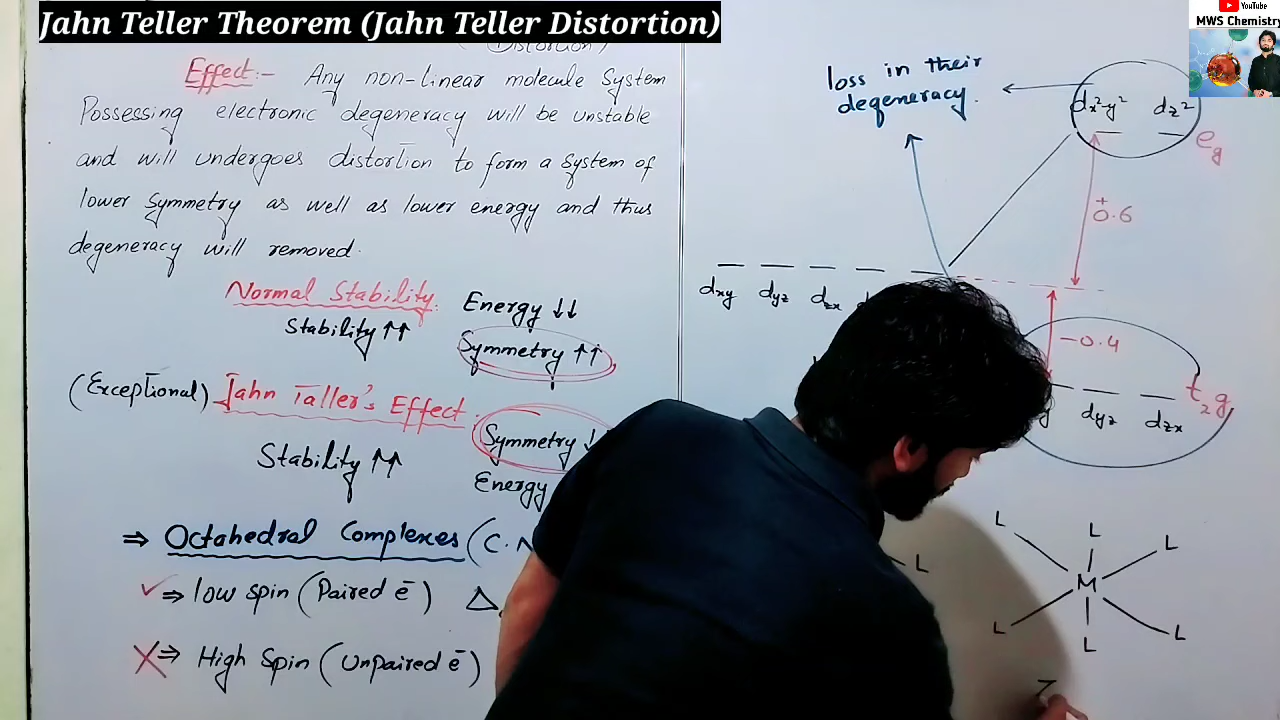 Jahn Teller Theorem (Jahn Teller Distortion)
YouTube
MWS Chemistry
(Distortion)
Effect:- Any non-linear molecule System
Possessing electronic degeneracy will be unstable
and will undergoes distortion to form a System of
lower Symmetry as well as lower energy and thus
degeneracy will removed.
Normal Stability.
Stability ↑↑
Energy ↓↓
Symmetry ↑↑
(Exceptional) Jahn Taller's Effect.
Stability ↑↑
Symmetry ↓
Energy
⇒ Octahedral Complexes (C.N
✓ ⇒ low spin (Paired ē)
X ⇒ High Spin (Unpaired ē)
loss in their
degeneracy.
dx²-y² dz²
eg
+0.6
dxy dyz dzx
-0.4
t₂g
dyz dzx
L L L
M
L L L
L
Z